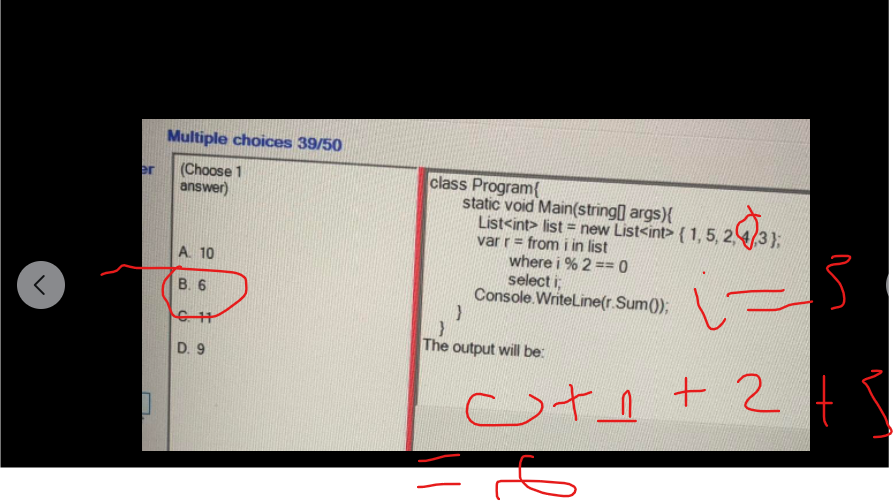 Multiple choices 39/50
er
(Choose 1
answer)
A. 10
B. 6
C. 11
D. 9
class Program{
static void Main(string[] args){
List<int> list = new List<int> { 1, 5, 2, 4, 3 };
var r = from i in list
where i % 2 == 0
select i;
Console.WriteLine(r.Sum());
}
}
The output will be:
i = 3
0 + 1 + 2 + 3
= 6